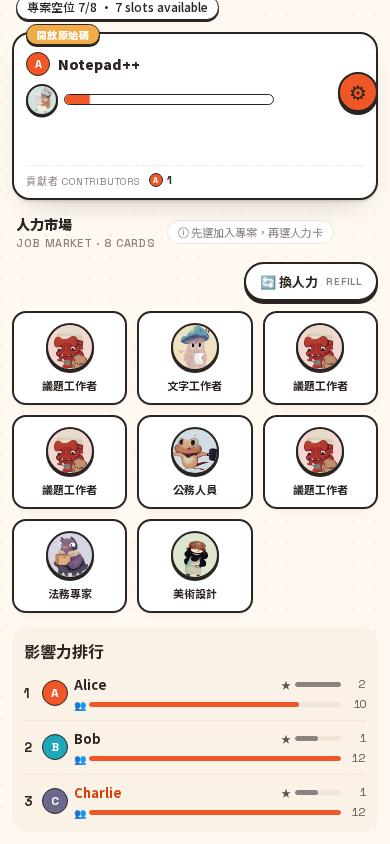 專案空位 7/8 • 7 slots available
開放原始碼
A Notepad++
貢獻者 CONTRIBUTORS A 1
人力市場
JOB MARKET · 8 CARDS
ⓘ 先選加入專案，再選人力卡
換人力 REFILL
議題工作者
文字工作者
議題工作者
議題工作者
公務人員
議題工作者
法務專家
美術設計
影響力排行
1 A Alice ★ 2
10
2 B Bob ★ 1
12
3 C Charlie ★ 1
12